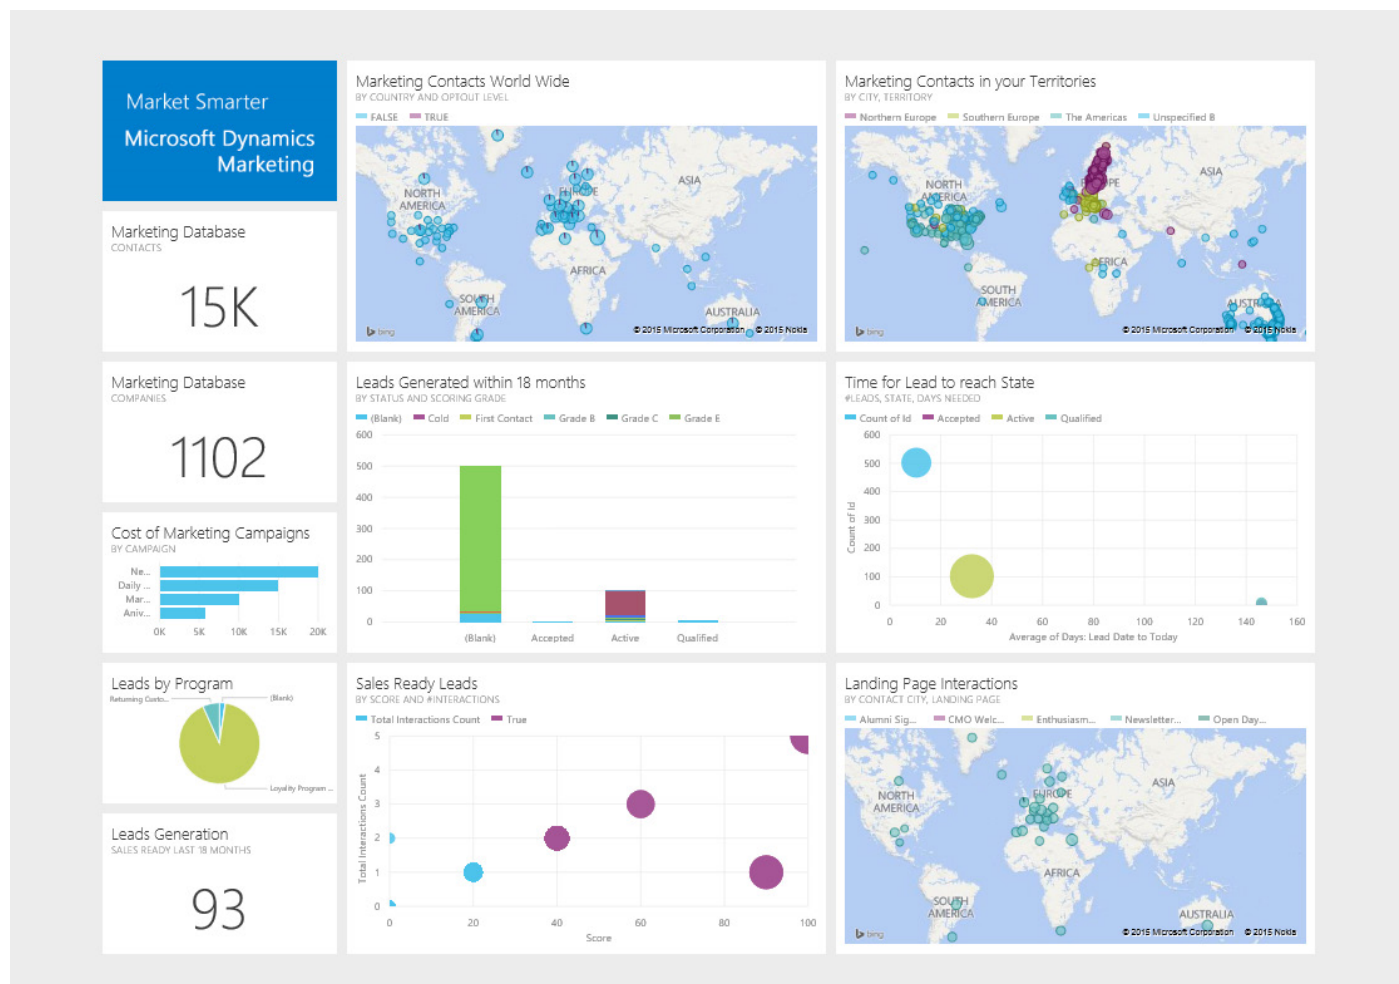 Market Smarter
Microsoft Dynamics
Marketing
Marketing Database
CONTACTS
15K
Marketing Database
COMPANIES
1102
Cost of Marketing Campaigns
BY CAMPAIGN
Ne...
Daily ...
Mar...
Aniv...
0K 5K 10K 15K 20K
Leads by Program
Returning Custo... (Blank)
Loyality Program ...
Leads Generation
SALES READY LAST 18 MONTHS
93
Marketing Contacts World Wide
BY COUNTRY AND OPTOUT LEVEL
FALSE TRUE
NORTH
AMERICA
EUROPE
ASIA
AFRICA
SOUTH
AMERICA
AUSTRALIA
bing
© 2015 Microsoft Corporation © 2015 Nokia
Marketing Contacts in your Territories
BY CITY, TERRITORY
Northern Europe Southern Europe The Americas Unspecified B
NORTH
AMERICA
ASIA
SOUTH
AMERICA
bing
© 2015 Microsoft Corporation © 2015 Nokia
Leads Generated within 18 months
BY STATUS AND SCORING GRADE
(Blank) Cold First Contact Grade B Grade C Grade E
600
500
400
300
200
100
0
(Blank) Accepted Active Qualified
Time for Lead to reach State
#LEADS, STATE, DAYS NEEDED
Count of Id Accepted Active Qualified
Count of Id
600
500
400
300
200
100
0
0 20 40 60 80 100 120 140 160
Average of Days: Lead Date to Today
Sales Ready Leads
BY SCORE AND #INTERACTIONS
Total Interactions Count True
Total Interactions Count
5
4
3
2
1
0
0 20 40 60 80 100
Score
Landing Page Interactions
BY CONTACT CITY, LANDING PAGE
Alumni Sig... CMO Welc... Enthusiasm... Newsletter... Open Day...
NORTH
AMERICA
EUROPE
ASIA
AFRICA
SOUTH
AMERICA
AUSTRALIA
bing
© 2015 Microsoft Corporation © 2015 Nokia